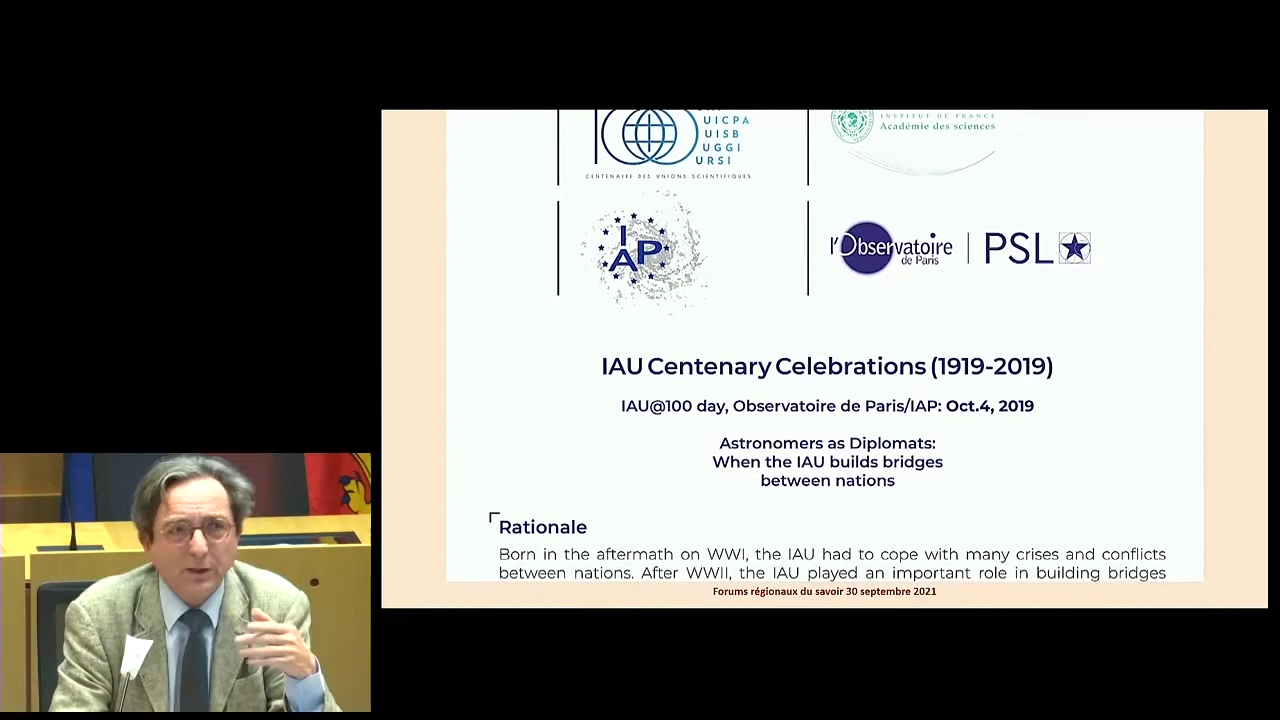 100
UICPA
UISB
UGGI
URSI
CENTENAIRE DES UNIONS SCIENTIFIQUES
INSTITUT DE FRANCE
Académie des sciences
IAP
l'Observatoire
de Paris
PSL
IAU Centenary Celebrations (1919-2019)
IAU@100 day, Observatoire de Paris/IAP: Oct.4, 2019
Astronomers as Diplomats:
When the IAU builds bridges
between nations
Rationale
Born in the aftermath on WWI, the IAU had to cope with many crises and conflicts
between nations. After WWII, the IAU played an important role in building bridges
Forums régionaux du savoir 30 septembre 2021